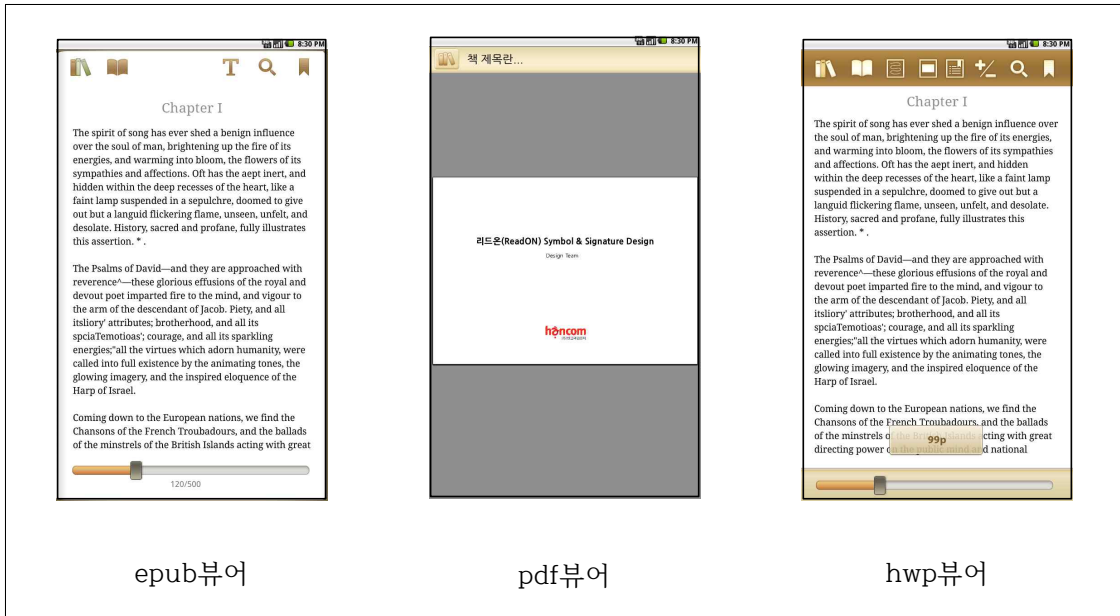 8:30 PM
T
Chapter I
The spirit of song has ever shed a benign influence
over the soul of man, brightening up the fire of its
energies, and warming into bloom, the flowers of its
sympathies and affections. Oft has the aept inert, and
hidden within the deep recesses of the heart, like a
faint lamp suspended in a sepulchre, doomed to give
out but a languid flickering flame, unseen, unfelt, and
desolate. History, sacred and profane, fully illustrates
this assertion. * .
The Psalms of David—and they are approached with
reverence^—these glorious effusions of the royal and
devout poet imparted fire to the mind, and vigour to
the arm of the descendant of Jacob. Piety, and all
itsliory' attributes; brotherhood, and all its
spciaTemotioas'; courage, and all its sparkling
energies;"all the virtues which adorn humanity, were
called into full existence by the animating tones, the
glowing imagery, and the inspired eloquence of the
Harp of Israel.
Coming down to the European nations, we find the
Chansons of the French Troubadours, and the ballads
of the minstrels of the British Islands acting with great
120/500
epub뷰어
8:30 PM
책 제목란...
리드온(ReadON) Symbol & Signature Design
Design Team
hancom
pdf뷰어
8:30 PM
Chapter I
The spirit of song has ever shed a benign influence over
the soul of man, brightening up the fire of its energies,
and warming into bloom, the flowers of its sympathies
and affections. Oft has the aept inert, and hidden
within the deep recesses of the heart, like a faint lamp
suspended in a sepulchre, doomed to give out but a
languid flickering flame, unseen, unfelt, and desolate.
History, sacred and profane, fully illustrates this
assertion. * .
The Psalms of David—and they are approached with
reverence^—these glorious effusions of the royal and
devout poet imparted fire to the mind, and vigour to
the arm of the descendant of Jacob. Piety, and all
itsliory' attributes; brotherhood, and all its
spciaTemotioas'; courage, and all its sparkling
energies;"all the virtues which adorn humanity, were
called into full existence by the animating tones, the
glowing imagery, and the inspired eloquence of the
Harp of Israel.
Coming down to the European nations, we find the
Chansons of the French Troubadours, and the ballads
of the minstrels of the British Islands acting with great
directing power on the public mind and national
99p
hwp뷰어